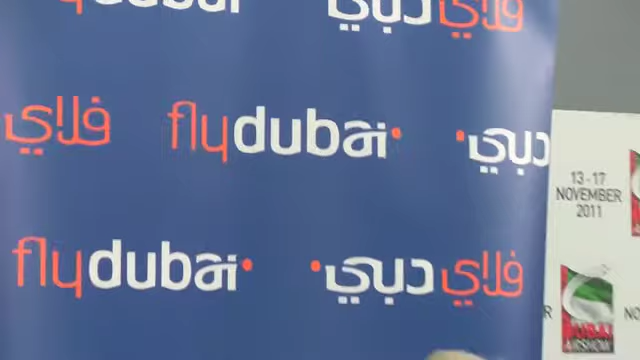 flydubai دبي فلاي
فلاي flydubai دبي
13-17
NOVEMBER
2011
flydubai فلاي دبي
DUBAI
AIRSHOW